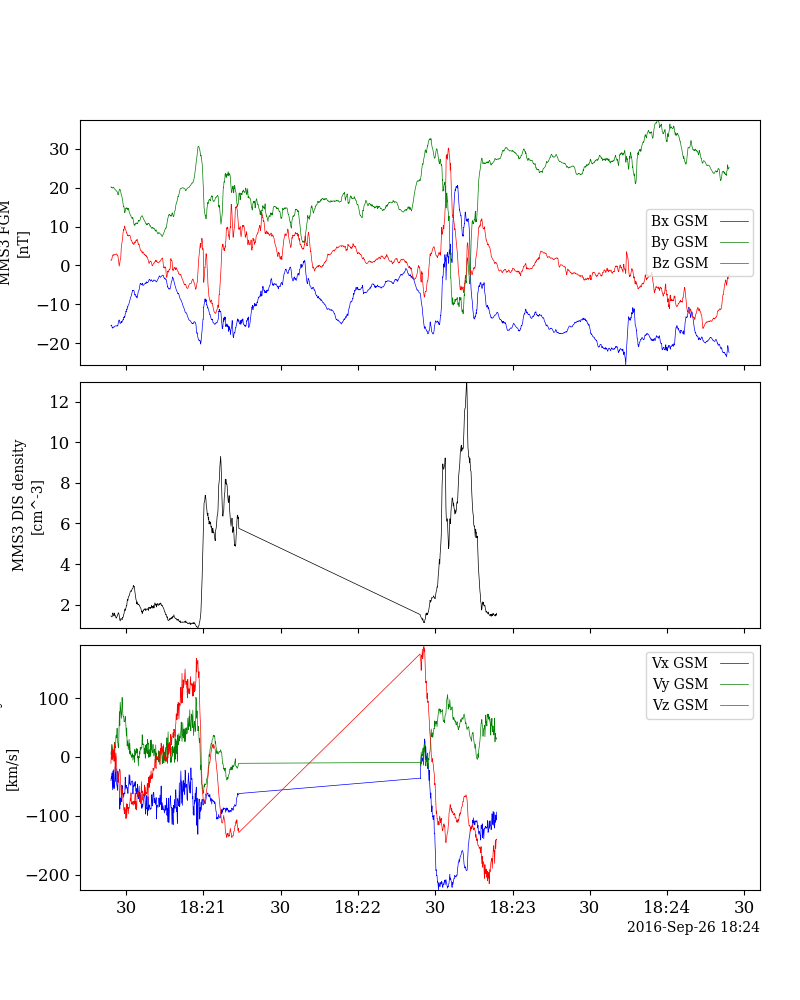 MMS3 FGM
[nT]
30
20
10
0
−10
−20
Bx GSM
By GSM
Bz GSM
MMS3 DIS density
[cm^-3]
12
10
8
6
4
2
[km/s]
100
0
−100
−200
Vx GSM
Vy GSM
Vz GSM
30 18:21 30 18:22 30 18:23 30 18:24 30
2016-Sep-26 18:24